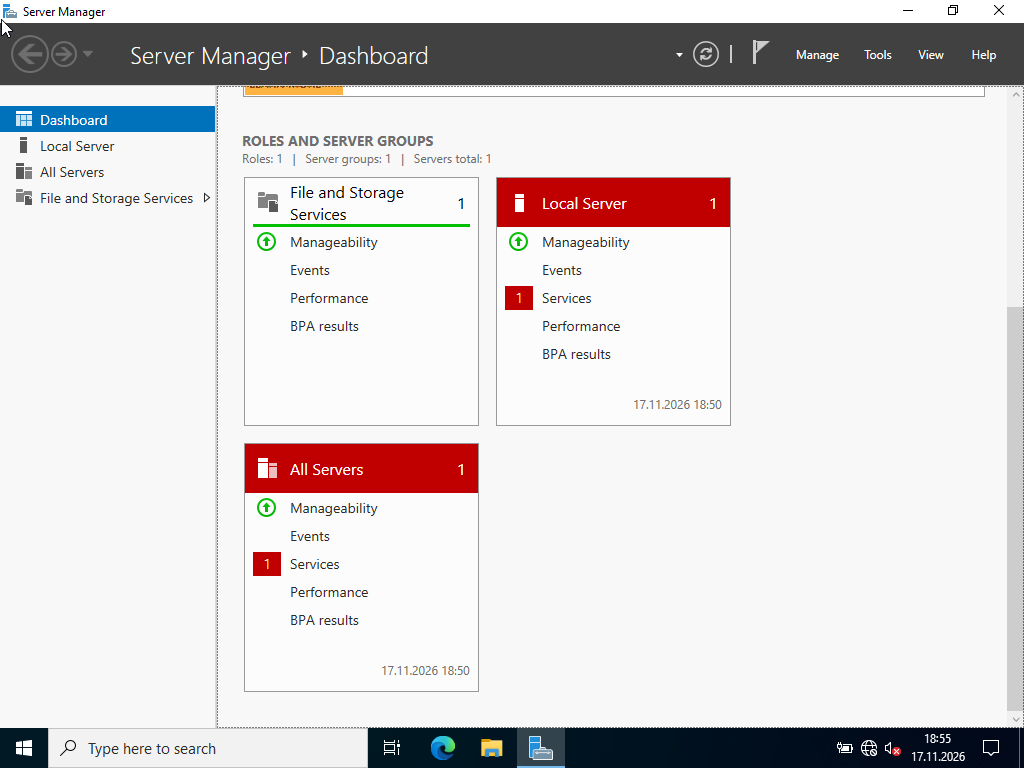 Server Manager
Server Manager ‣ Dashboard
Manage Tools View Help
Dashboard
Local Server
All Servers
File and Storage Services
ROLES AND SERVER GROUPS
Roles: 1 | Server groups: 1 | Servers total: 1
File and Storage
Services
1
Manageability
Events
Performance
BPA results
Local Server 1
Manageability
Events
1 Services
Performance
BPA results
17.11.2026 18:50
All Servers 1
Manageability
Events
1 Services
Performance
BPA results
17.11.2026 18:50
Type here to search
18:55
17.11.2026